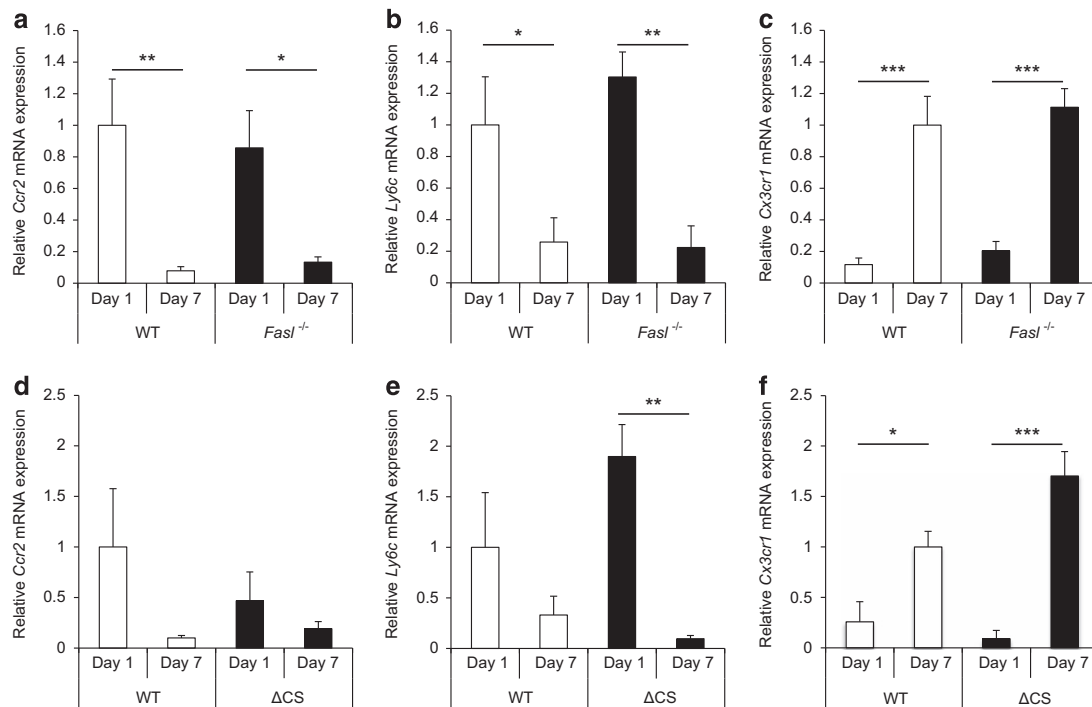 a
Relative Ccr2 mRNA expression
1.6
1.4
1.2
1
0.8
0.6
0.4
0.2
0
** *
Day 1 Day 7 Day 1 Day 7
WT Fasl -/-
b
Relative Ly6c mRNA expression
1.6
1.4
1.2
1
0.8
0.6
0.4
0.2
0
* **
Day 1 Day 7 Day 1 Day 7
WT Fasl -/-
c
Relative Cx3cr1 mRNA expression
1.6
1.4
1.2
1
0.8
0.6
0.4
0.2
0
*** ***
Day 1 Day 7 Day 1 Day 7
WT Fasl -/-
d
Relative Ccr2 mRNA expression
2.5
2
1.5
1
0.5
0
Day 1 Day 7 Day 1 Day 7
WT ΔCS
e
Relative Ly6c mRNA expression
2.5
2
1.5
1
0.5
0
**
Day 1 Day 7 Day 1 Day 7
WT ΔCS
f
Relative Cx3cr1 mRNA expression
2.5
2
1.5
1
0.5
0
* ***
Day 1 Day 7 Day 1 Day 7
WT ΔCS